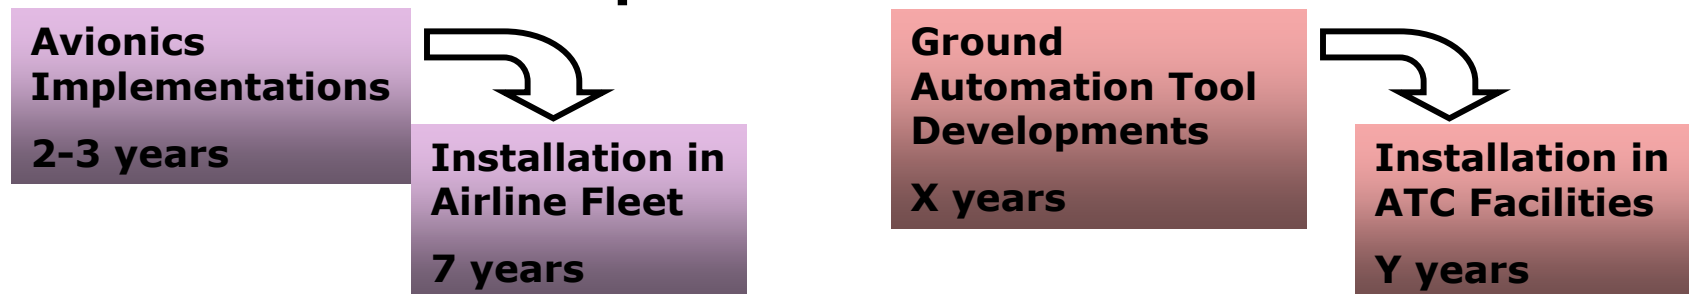 Avionics
Implementations
2-3 years
Installation in
Airline Fleet
7 years
Ground
Automation Tool
Developments
X years
Installation in
ATC Facilities
Y years